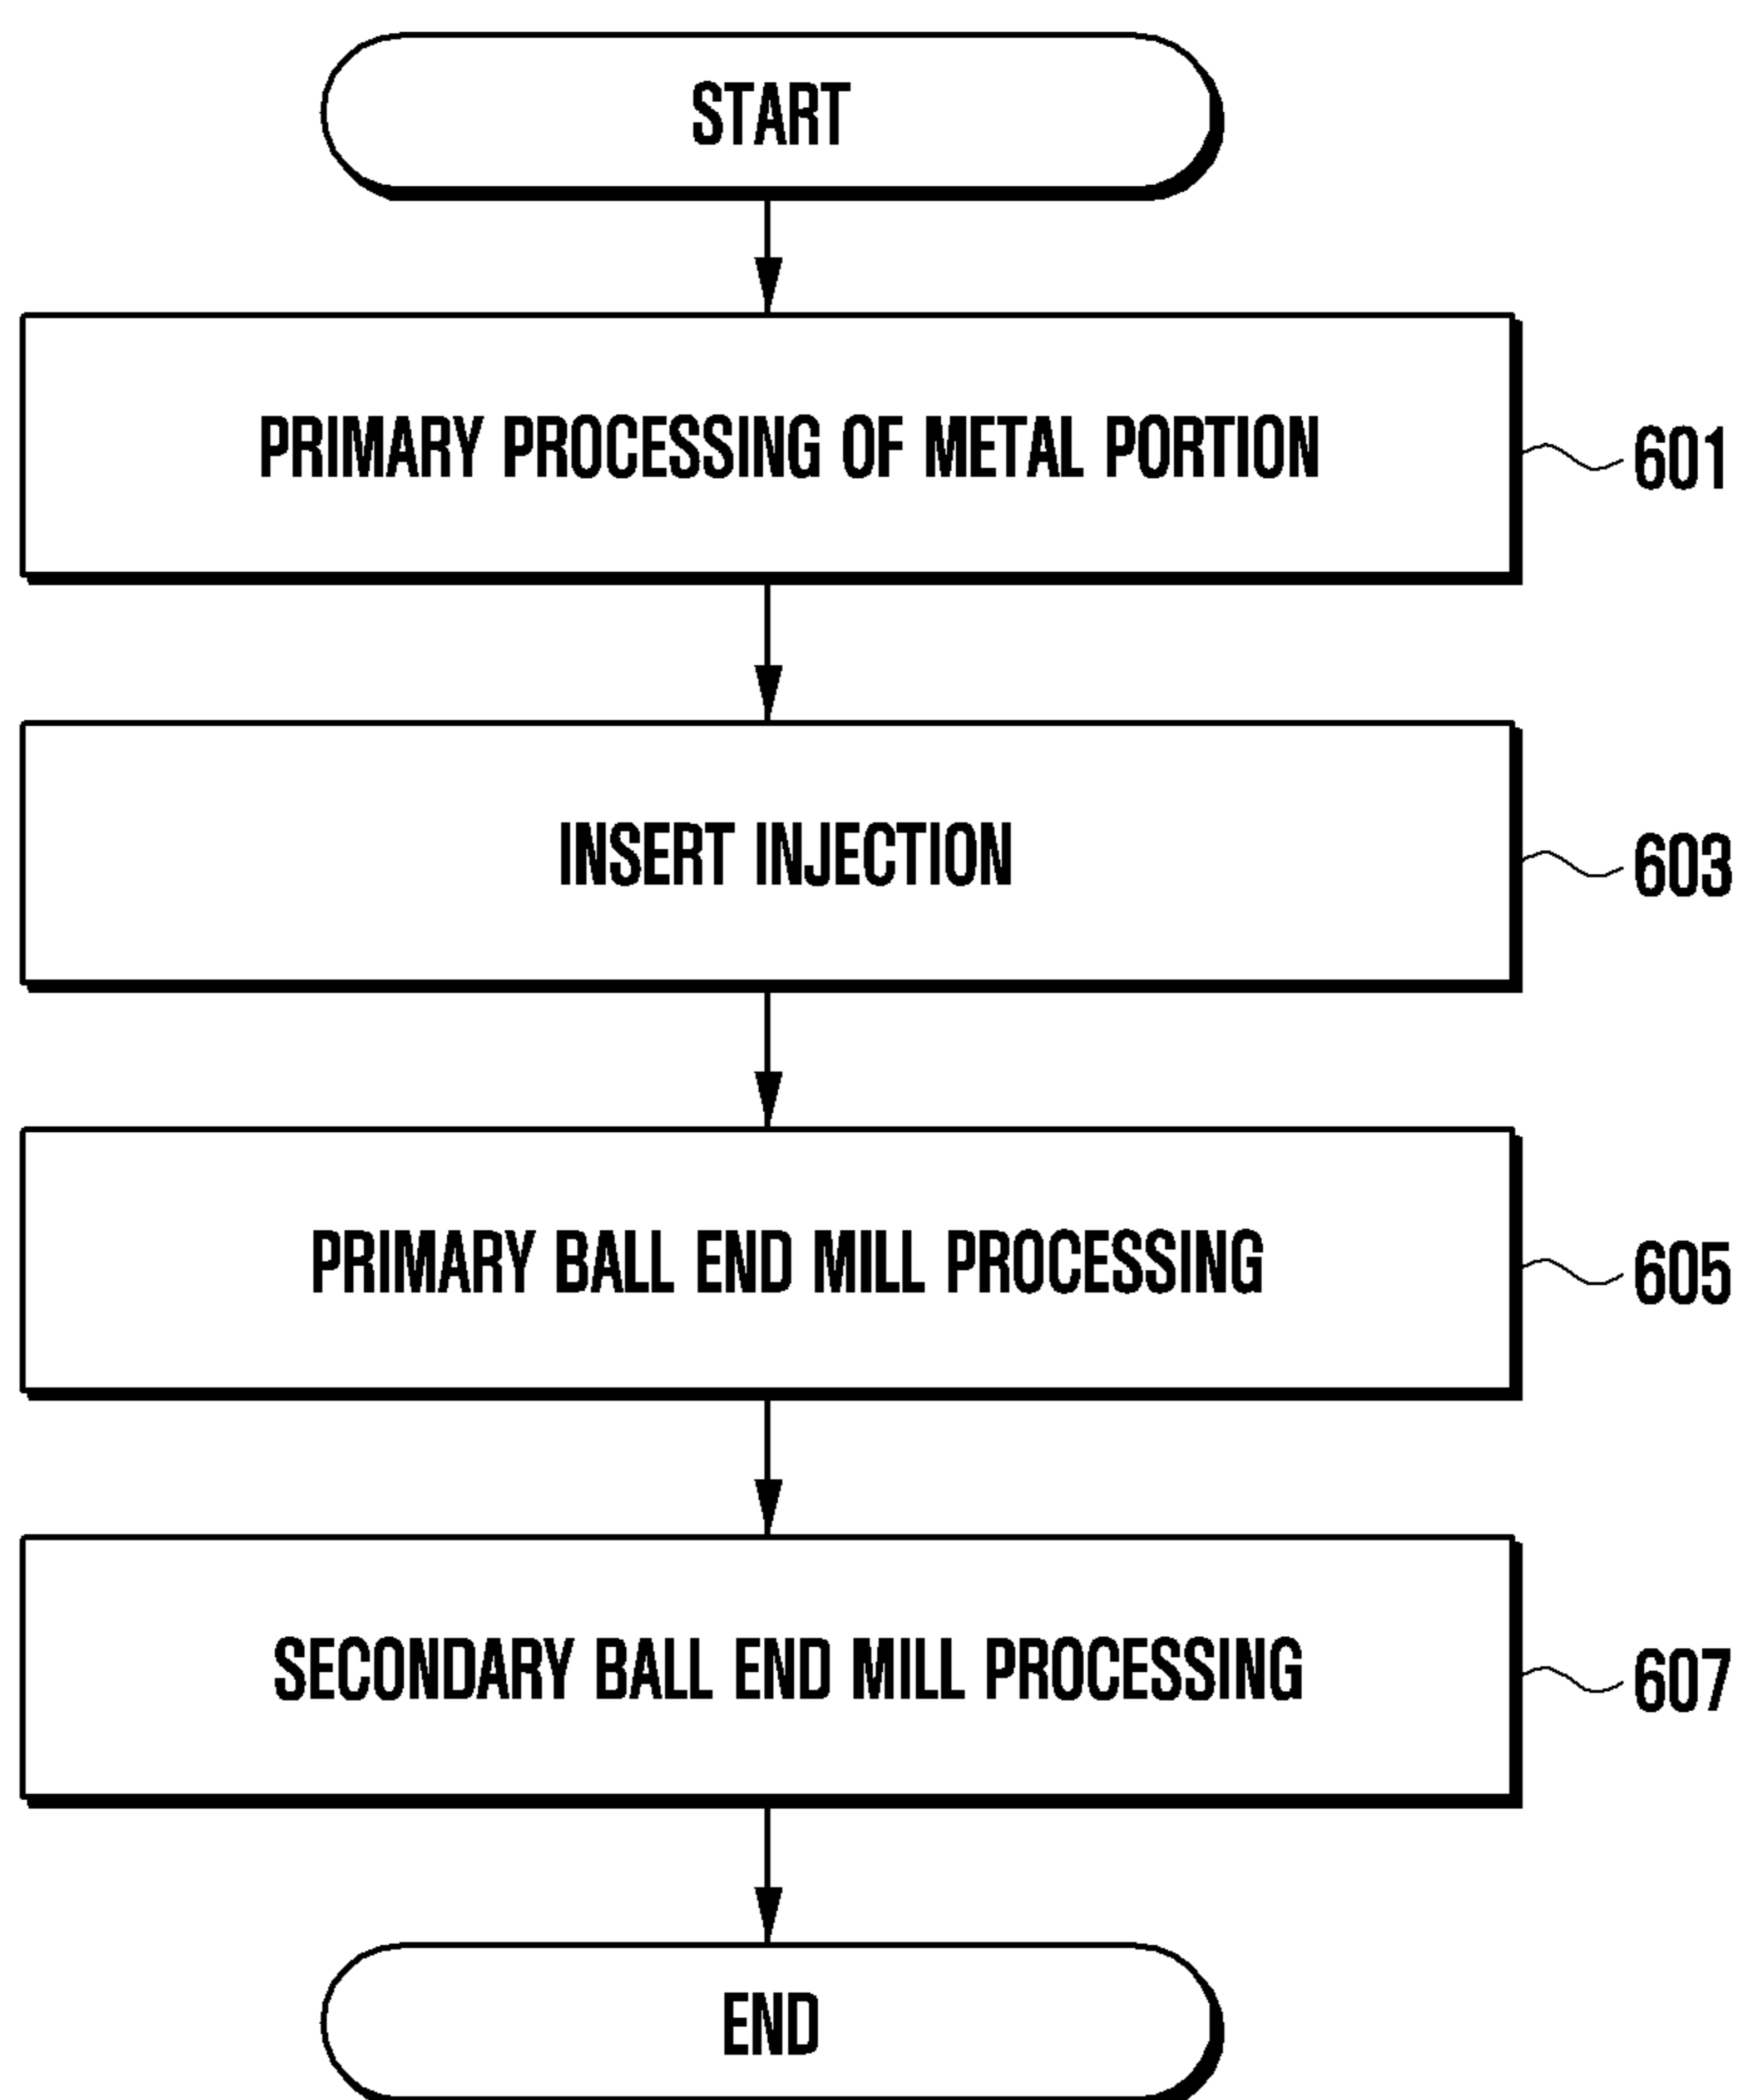 START
PRIMARY PROCESSING OF METAL PORTION
601
INSERT INJECTION
603
PRIMARY BALL END MILL PROCESSING
605
SECONDARY BALL END MILL PROCESSING
607
END